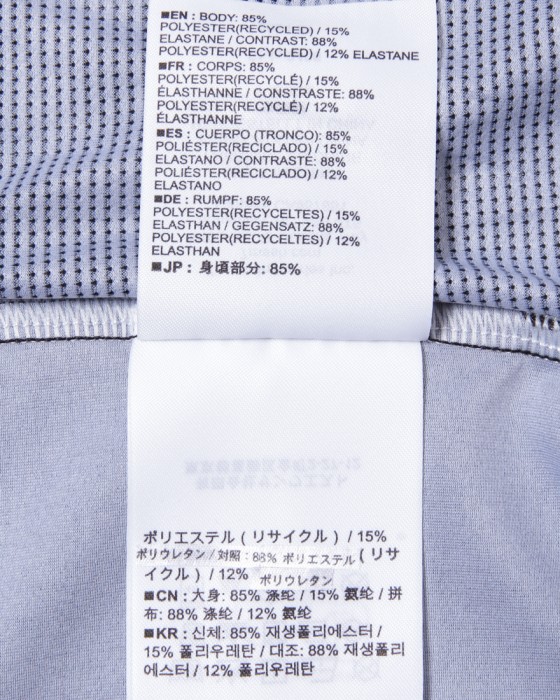 ■EN : BODY: 85%
POLYESTER(RECYCLED) / 15%
ELASTANE / CONTRAST: 88%
POLYESTER(RECYCLED) / 12% ELASTANE
■FR : CORPS: 85%
POLYESTER(RECYCLÉ) / 15%
ÉLASTHANNE / CONSTRASTE: 88%
POLYESTER(RECYCLÉ) / 12%
ÉLASTHANNE
■ES : CUERPO (TRONCO): 85%
POLIÉSTER(RECICLADO) / 15%
ELASTANO / CONTRASTE: 88%
POLIÉSTER(RECICLADO) / 12%
ELASTANO
■DE : RUMPF: 85%
POLYESTER(RECYCELTES) / 15%
ELASTHAN / GEGENSATZ: 88%
POLYESTER(RECYCELTES) / 12%
ELASTHAN
■JP : 身頃部分: 85%
ポリエステル ( リサイクル ) / 15%
ポリウレタン / 対照 : 88% ポリエステル ( リサ
イクル ) / 12% ポリウレタン
■CN : 大身: 85% 涤纶 / 15% 氨纶 / 拼
布: 88% 涤纶 / 12% 氨纶
■KR : 신체: 85% 재생폴리에스터 /
15% 폴리우레탄 / 대조: 88% 재생폴리
에스터 / 12% 폴리우레탄